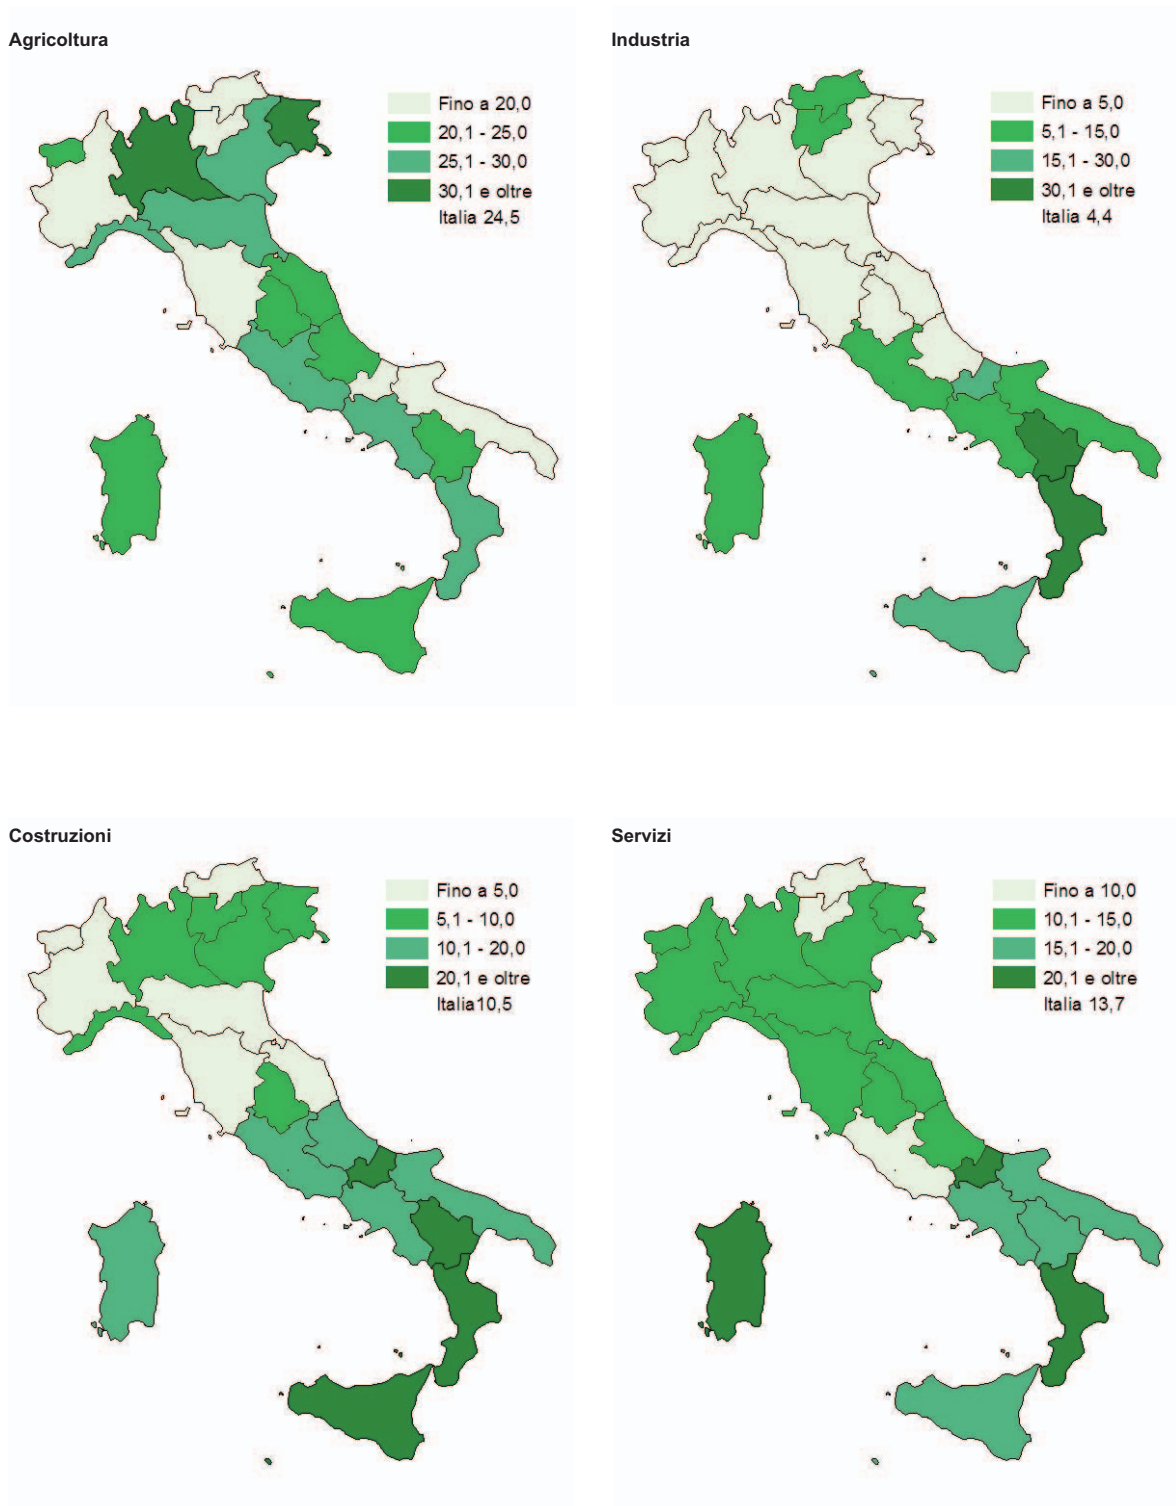 Agricoltura
Fino a 20,0
20,1 - 25,0
25,1 - 30,0
30,1 e oltre
Italia 24,5
Industria
Fino a 5,0
5,1 - 15,0
15,1 - 30,0
30,1 e oltre
Italia 4,4
Costruzioni
Fino a 5,0
5,1 - 10,0
10,1 - 20,0
20,1 e oltre
Italia10,5
Servizi
Fino a 10,0
10,1 - 15,0
15,1 - 20,0
20,1 e oltre
Italia 13,7